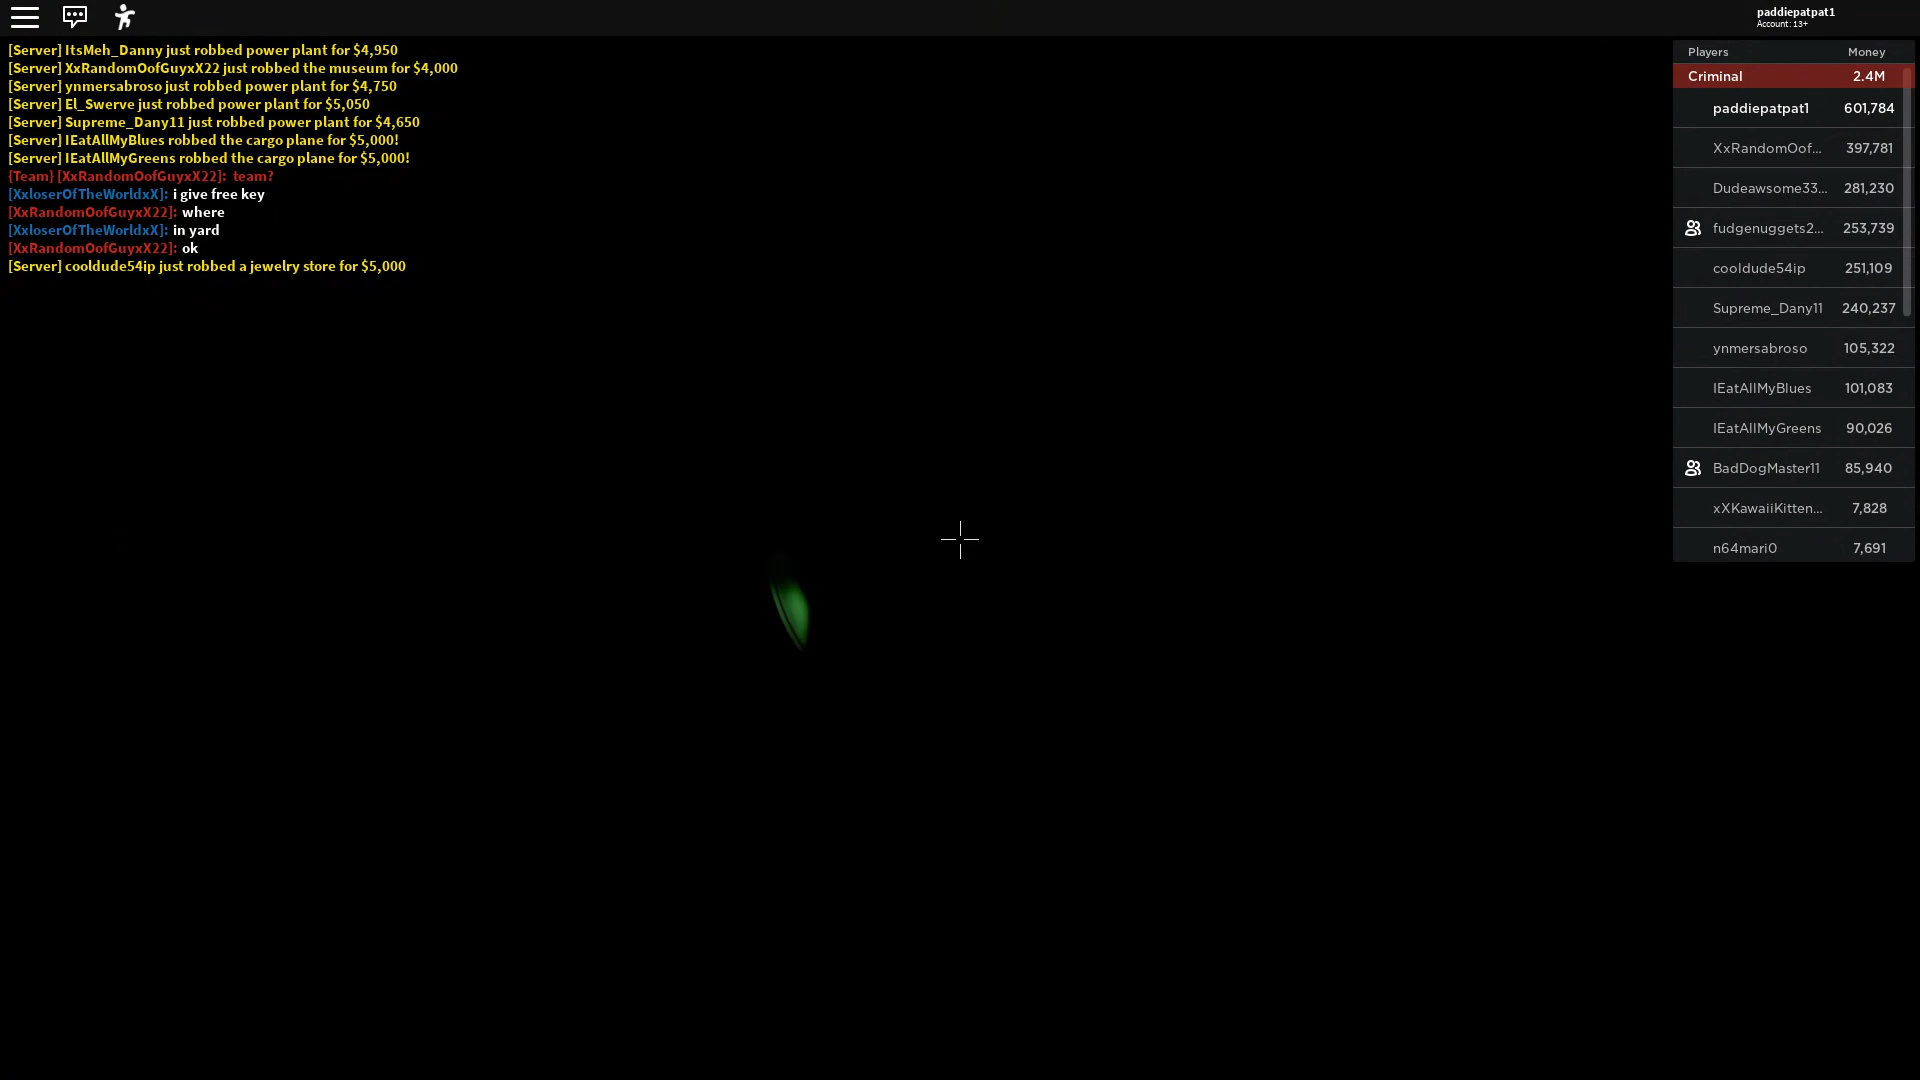 paddiepatpat1
Account: 13+
[Server] ItsMeh_Danny just robbed power plant for $4,950
[Server] XxRandomOofGuyxX22 just robbed the museum for $4,000
[Server] ynmersabroso just robbed power plant for $4,750
[Server] El_Swerve just robbed power plant for $5,050
[Server] Supreme_Dany11 just robbed power plant for $4,650
[Server] IEatAllMyBlues robbed the cargo plane for $5,000!
[Server] IEatAllMyGreens robbed the cargo plane for $5,000!
{Team} [XxRandomOofGuyxX22]: team?
[XxloserOfTheWorldxX]: i give free key
[XxRandomOofGuyxX22]: where
[XxloserOfTheWorldxX]: in yard
[XxRandomOofGuyxX22]: ok
[Server] cooldude54ip just robbed a jewelry store for $5,000
Players Money
Criminal 2.4M
paddiepatpat1 601,784
XxRandomOof... 397,781
Dudeawsome33... 281,230
fudgenuggets2... 253,739
cooldude54ip 251,109
Supreme_Dany11 240,237
ynmersabroso 105,322
IEatAllMyBlues 101,083
IEatAllMyGreens 90,026
BadDogMaster11 85,940
xXKawaiiKitten... 7,828
n64mari0 7,691